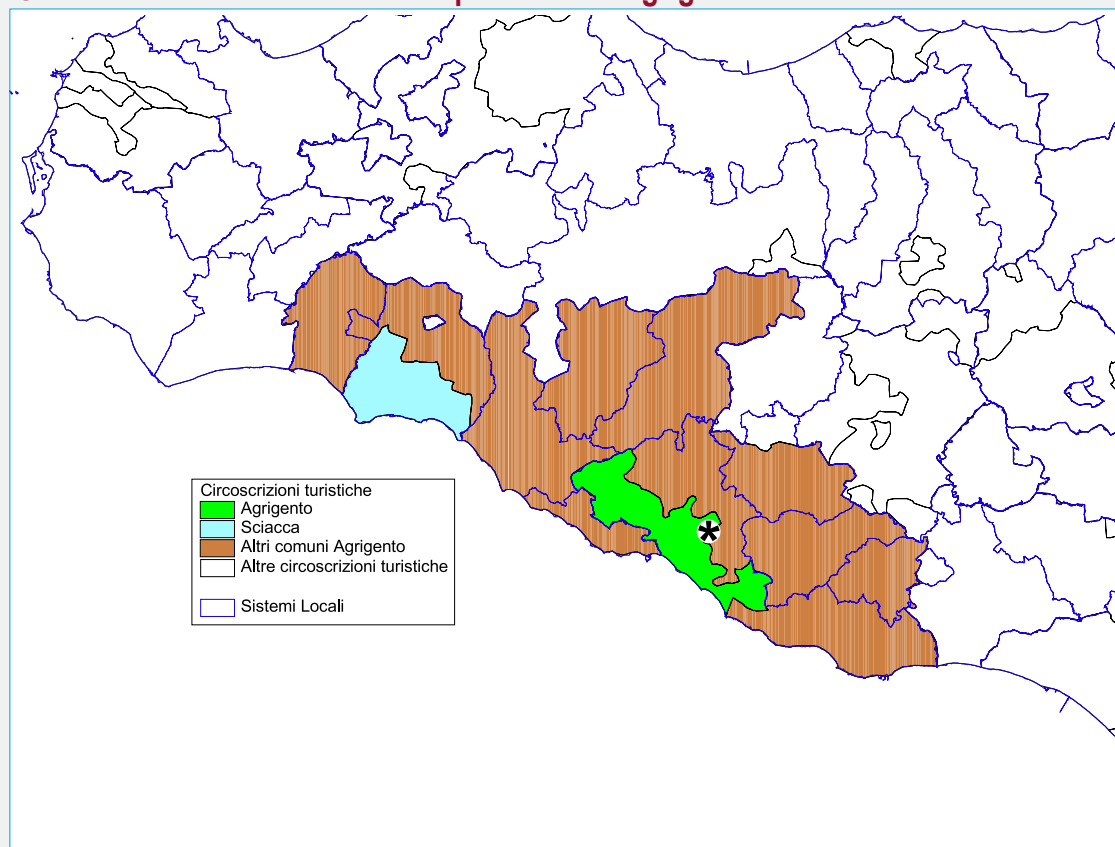 Circoscrizioni turistiche
Agrigento
Sciacca
Altri comuni Agrigento
Altre circoscrizioni turistiche
Sistemi Locali
*